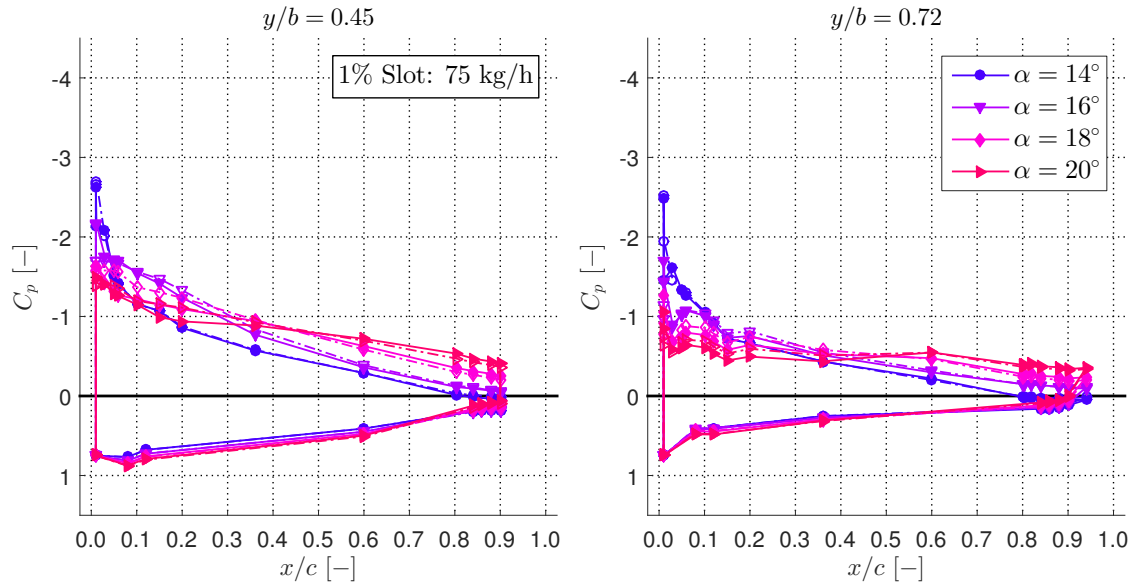 y/b = 0.45
y/b = 0.72
1% Slot: 75 kg/h
α = 14°
α = 16°
α = 18°
α = 20°
-4
-3
-2
-1
0
1
C_p [−]
0.0 0.1 0.2 0.3 0.4 0.5 0.6 0.7 0.8 0.9 1.0
x/c [−]
-4
-3
-2
-1
0
1
C_p [−]
0.0 0.1 0.2 0.3 0.4 0.5 0.6 0.7 0.8 0.9 1.0
x/c [−]